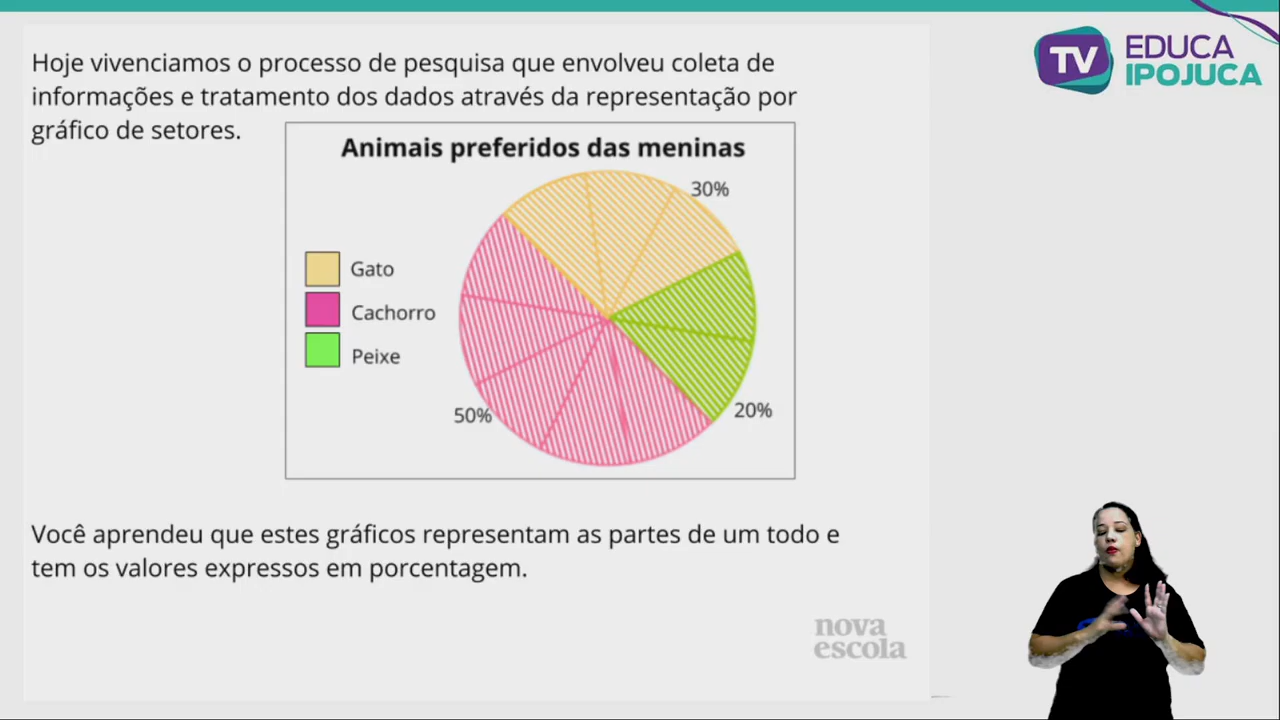 Hoje vivenciamos o processo de pesquisa que envolveu coleta de
informações e tratamento dos dados através da representação por
gráfico de setores.
Animais preferidos das meninas
30%
Gato
Cachorro
Peixe
50%
20%
Você aprendeu que estes gráficos representam as partes de um todo e
tem os valores expressos em porcentagem.
nova
escola
TV EDUCA
IPOJUCA